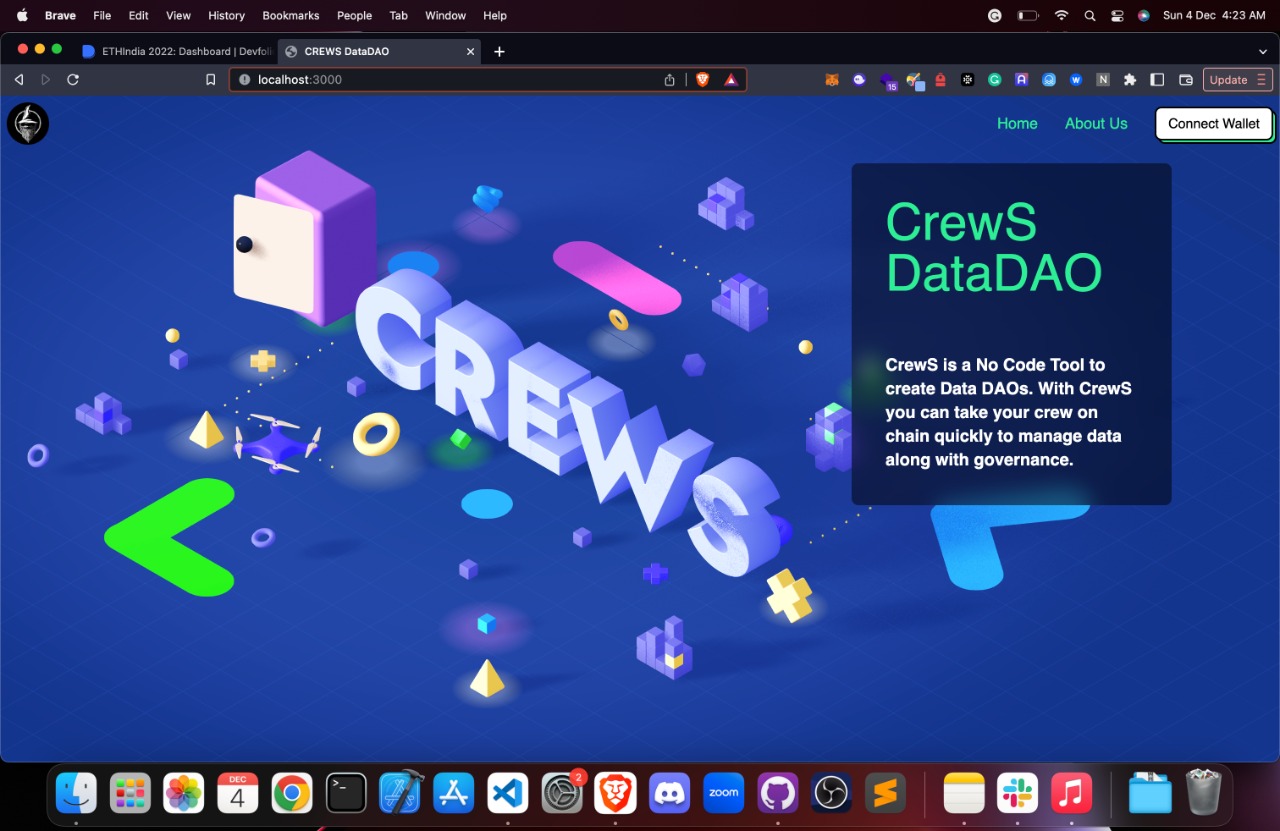 Brave File Edit View History Bookmarks People Tab Window Help Sun 4 Dec 4:23 AM
ETHIndia 2022: Dashboard | Devfoli
CREWS DataDAO
localhost:3000
15
Update
Home About Us Connect Wallet
CREWS
CrewS
DataDAO
CrewS is a No Code Tool to
create Data DAOs. With CrewS
you can take your crew on
chain quickly to manage data
along with governance.
DEC
4
2
zoom